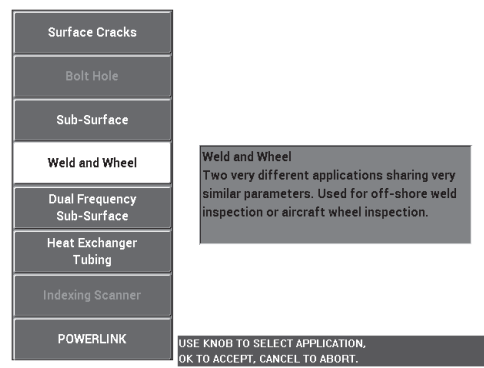 Surface Cracks
Bolt Hole
Sub-Surface
Weld and Wheel
Dual Frequency
Sub-Surface
Heat Exchanger
Tubing
Indexing Scanner
POWERLINK
Weld and Wheel
Two very different applications sharing very
similar parameters. Used for off-shore weld
inspection or aircraft wheel inspection.
USE KNOB TO SELECT APPLICATION,
OK TO ACCEPT, CANCEL TO ABORT.